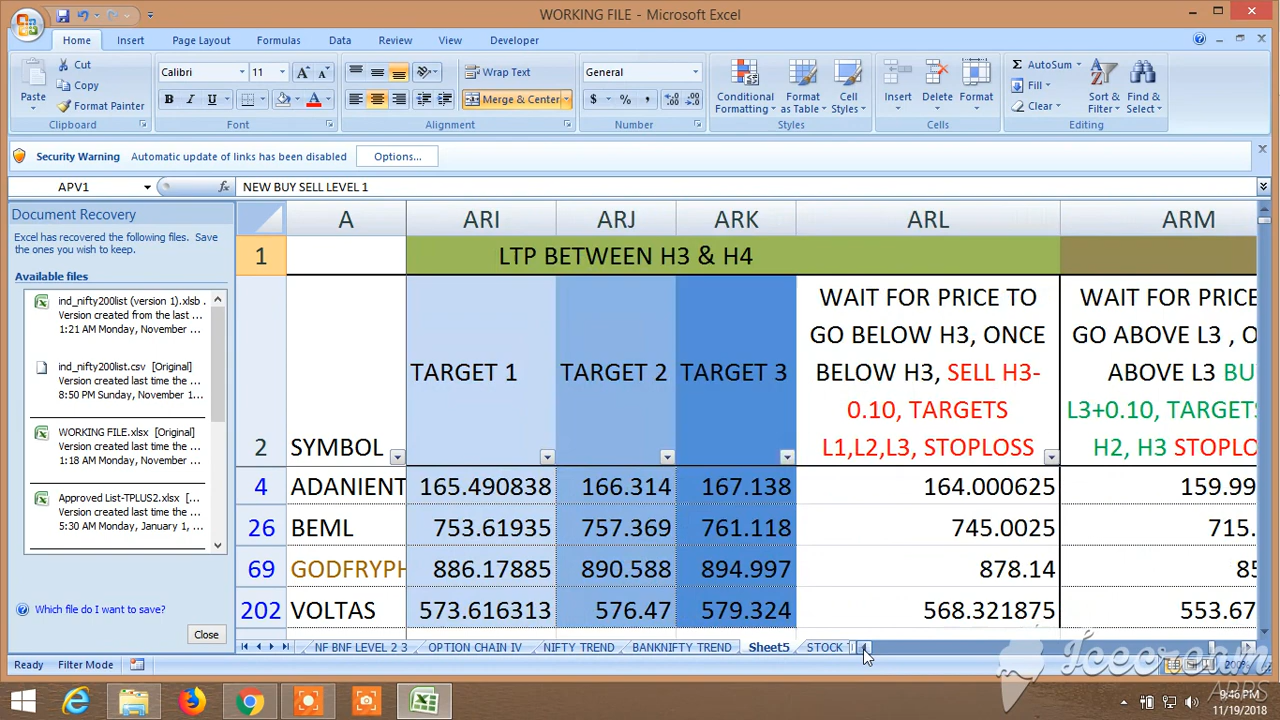 WORKING FILE - Microsoft Excel
Home Insert Page Layout Formulas Data Review View Developer
Cut
Copy
Format Painter
Paste
Clipboard
Calibri 11
B I U
Font
Wrap Text
Merge & Center
Alignment
General
$ % ,
Number
Conditional Formatting
Format as Table
Cell Styles
Styles
Insert Delete Format
Cells
AutoSum
Fill
Clear
Sort & Filter
Find & Select
Editing
Security Warning Automatic update of links has been disabled Options...
APV1 fx NEW BUY SELL LEVEL 1
Document Recovery
Excel has recovered the following files. Save
the ones you wish to keep.
Available files
ind_nifty200list (version 1).xlsb .
Version created from the last ...
1:21 AM Monday, November ...
ind_nifty200list.csv [Original]
Version created last time the ...
8:50 PM Sunday, November 1...
WORKING FILE.xlsx [Original]
Version created last time the ...
1:18 AM Monday, November ...
Approved List-TPLUS2.xlsx [...
Version created last time the ...
5:30 AM Monday, January 1, ...
Which file do I want to save?
Close
A ARI ARJ ARK ARL ARM
1 LTP BETWEEN H3 & H4
2 SYMBOL TARGET 1 TARGET 2 TARGET 3
WAIT FOR PRICE TO
GO BELOW H3, ONCE
BELOW H3, SELL H3-
0.10, TARGETS
L1,L2,L3, STOPLOSS
WAIT FOR PRICE
GO ABOVE L3 , O
ABOVE L3 BU
L3+0.10, TARGETS
H2, H3 STOPLO
4 ADANIENT 165.490838 166.314 167.138 164.000625 159.99
26 BEML 753.61935 757.369 761.118 745.0025 715.
69 GODFRYPH 886.17885 890.588 894.997 878.14 85
202 VOLTAS 573.616313 576.47 579.324 568.321875 553.67
NF BNF LEVEL 2 3 OPTION CHAIN IV NIFTY TREND BANKNIFTY TREND Sheet5 STOCK
Ready Filter Mode 200%
Icecream
APPS
9:46 PM
11/19/2018